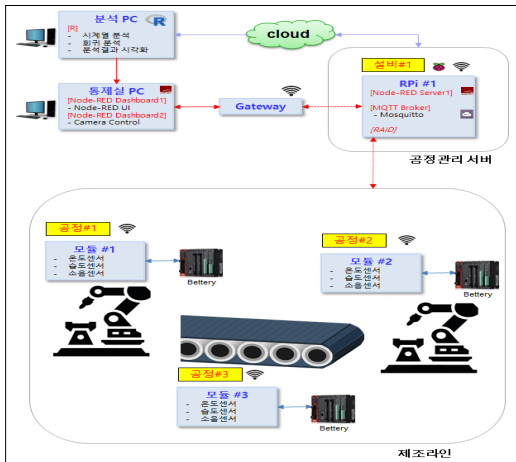 분석 PC
[R]
- 시계열 분석
- 회귀 분석
- 분석결과 시각화
cloud
설비#1
통제실 PC
[Node-RED Dashboard1]
- Node-RED UI
[Node-RED Dashboard2]
- Camera Control
Gateway
RPi #1
[Node-RED Server1]
[MQTT Broker]
- Mosquitto
[RAID]
공정관리 서버
공정#1
모듈 #1
- 온도센서
- 습도센서
- 소음센서
Bettery
공정#2
모듈 #2
- 온도센서
- 습도센서
- 소음센서
Bettery
공정#3
모듈 #3
- 온도센서
- 습도센서
- 소음센서
Bettery
제조라인